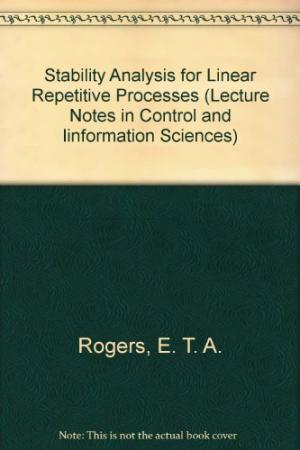 Stability Analysis for Linear
Repetitive Processes (Lecture
Notes in Control and
Iinformation Sciences)
Rogers, E. T. A.
Note: This is not the actual book cover